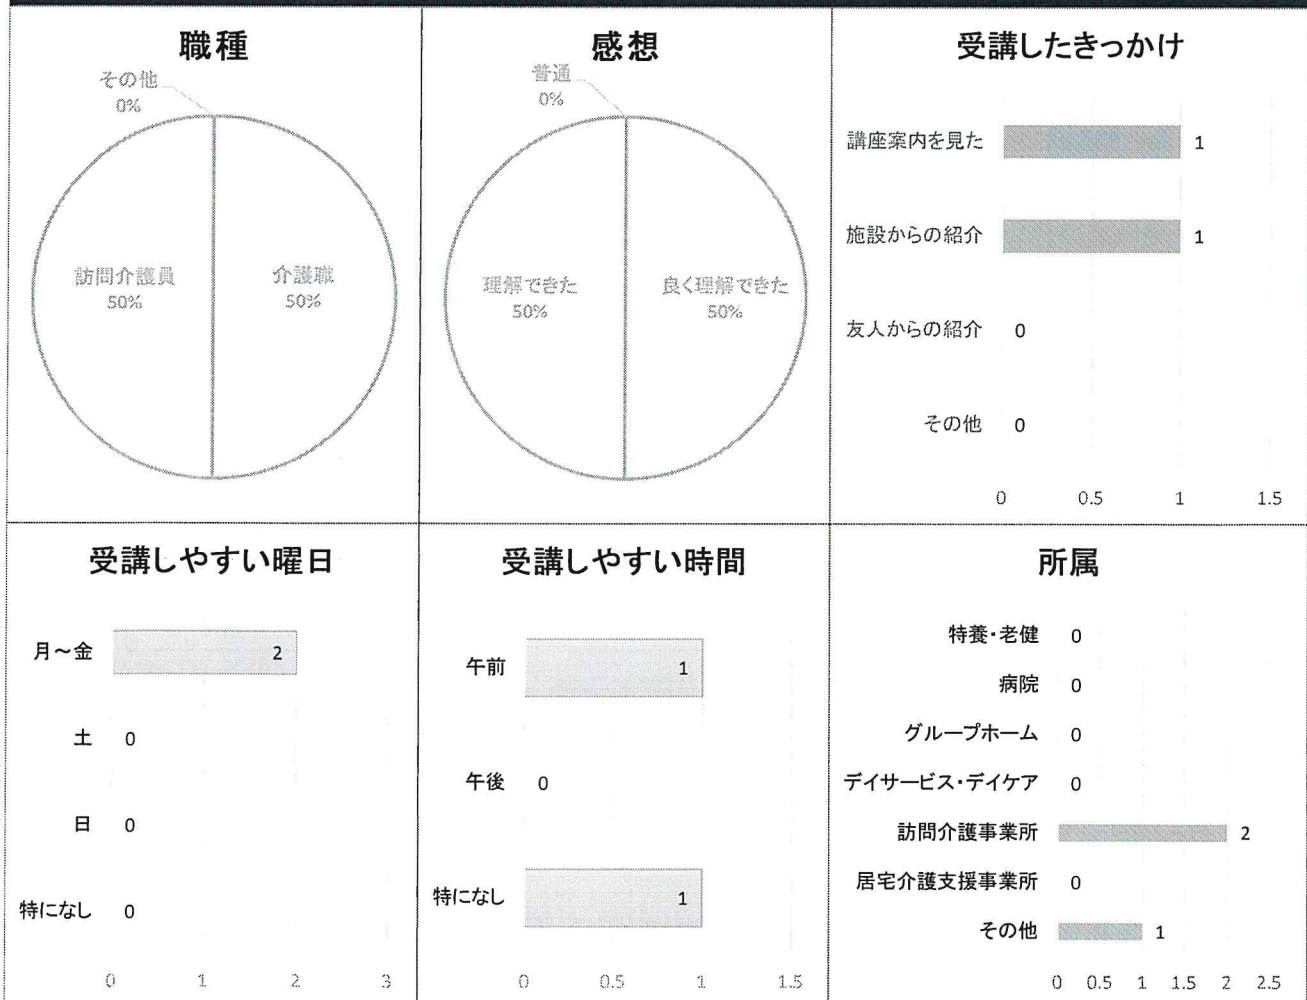 職種
その他
0%
訪問介護員
50%
介護職
50%
感想
普通
0%
理解できた
50%
良く理解できた
50%
受講したきっかけ
講座案内を見た 1
施設からの紹介 1
友人からの紹介 0
その他 0
0 0.5 1 1.5
受講しやすい曜日
月～金 2
土 0
日 0
特になし 0
0 1 2 3
受講しやすい時間
午前 1
午後 0
特になし 1
0 0.5 1 1.5
所属
特養・老健 0
病院 0
グループホーム 0
デイサービス・デイケア 0
訪問介護事業所 2
居宅介護支援事業所 0
その他 1
0 0.5 1 1.5 2 2.5